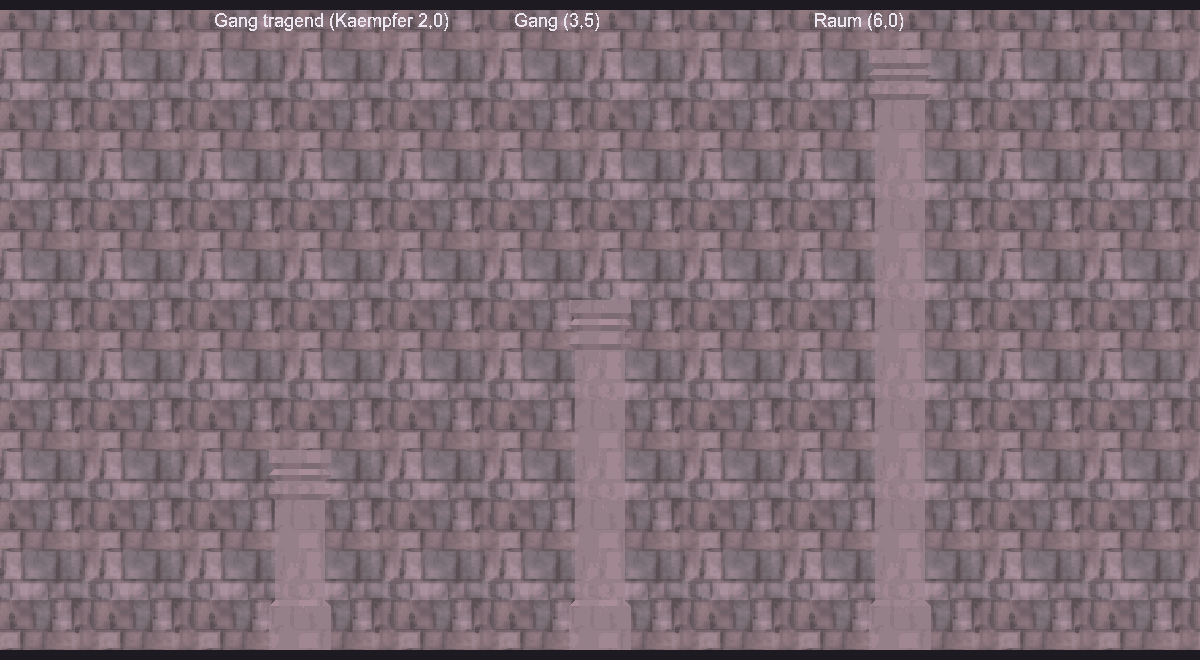 Gang tragend (Kaempfer 2,0)
Gang (3,5)
Raum (6,0)